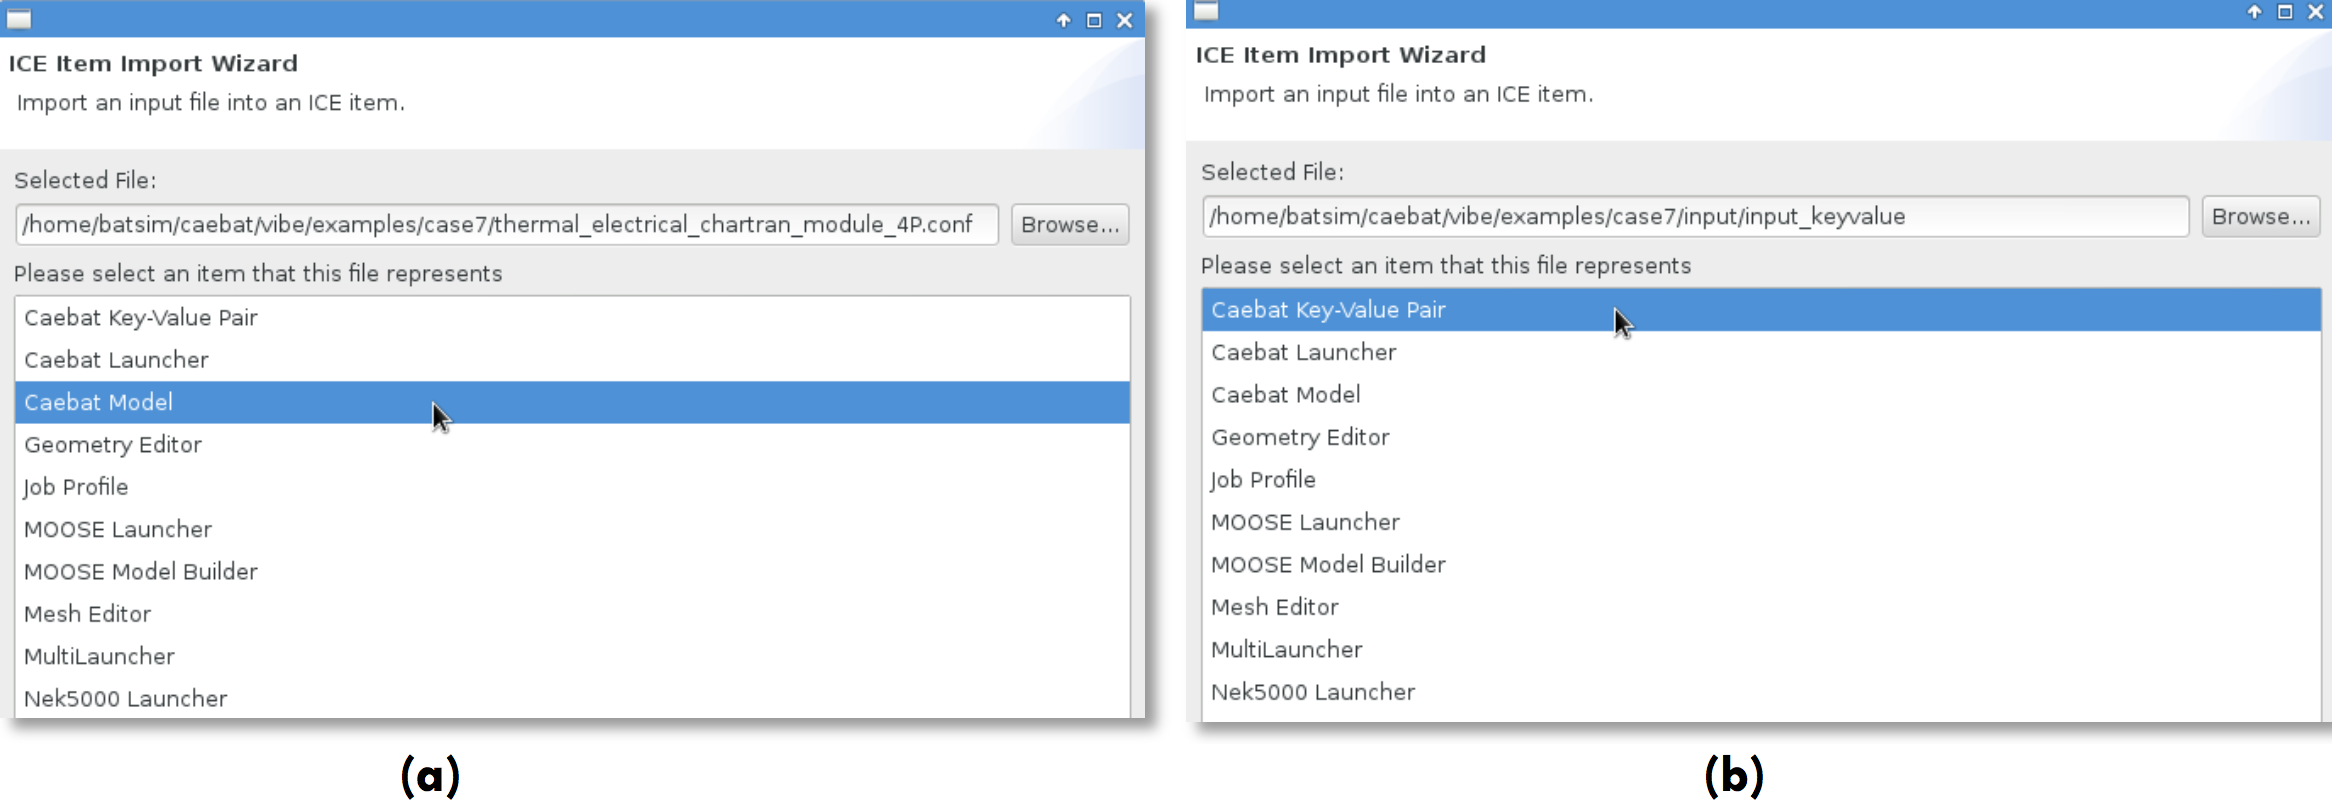 ICE Item Import Wizard
Import an input file into an ICE item.
Selected File:
/home/batsim/caebat/vibe/examples/case7/thermal_electrical_chartran_module_4P.conf
Browse...
Please select an item that this file represents
Caebat Key-Value Pair
Caebat Launcher
Caebat Model
Geometry Editor
Job Profile
MOOSE Launcher
MOOSE Model Builder
Mesh Editor
MultiLauncher
Nek5000 Launcher
(a)
ICE Item Import Wizard
Import an input file into an ICE item.
Selected File:
/home/batsim/caebat/vibe/examples/case7/input/input_keyvalue
Browse...
Please select an item that this file represents
Caebat Key-Value Pair
Caebat Launcher
Caebat Model
Geometry Editor
Job Profile
MOOSE Launcher
MOOSE Model Builder
Mesh Editor
MultiLauncher
Nek5000 Launcher
(b)